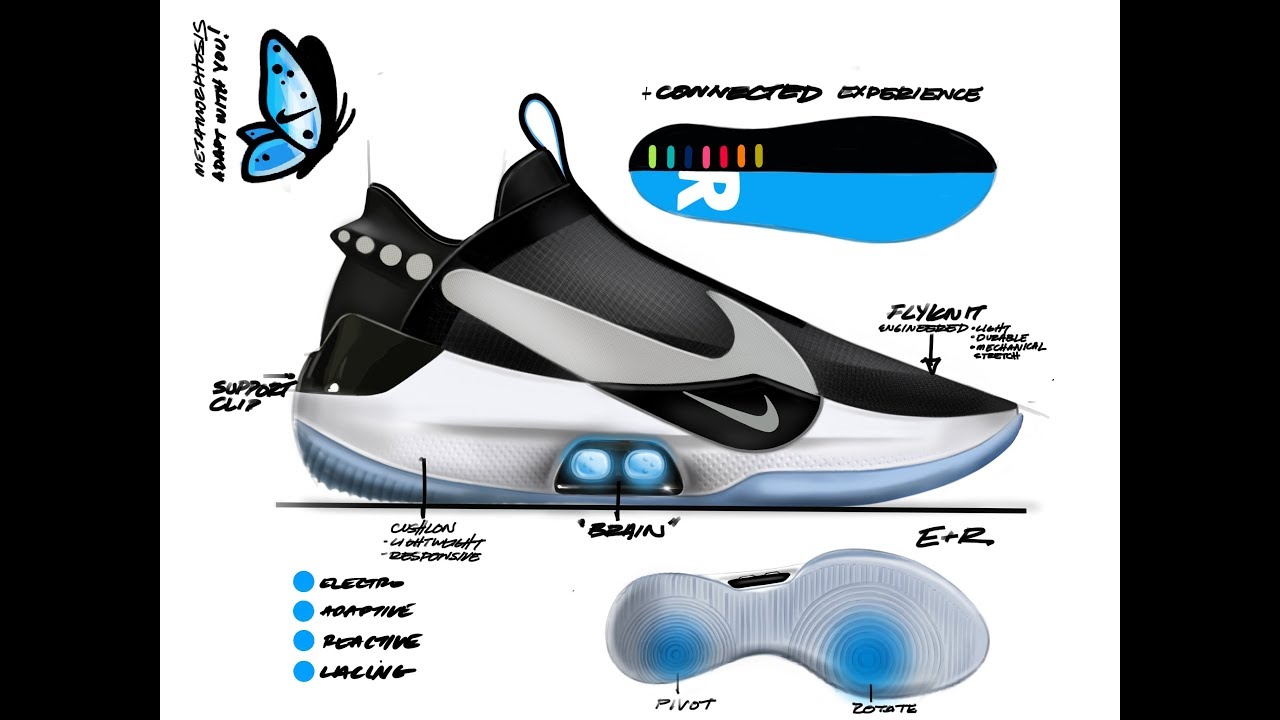 METAMORPHOSIS
ADAPT WITH YOU!
+ CONNECTED EXPERIENCE
R
FLYKNIT
ENGINEERED • LIGHT
• DURABLE
• MECHANICAL
STRETCH
SUPPORT
CLIP
CUSHLON
- LIGHTWEIGHT
- RESPONSIVE
"BRAIN"
E+R
ELECTRO
ADAPTIVE
REACTIVE
LACING
PIVOT
ROTATE